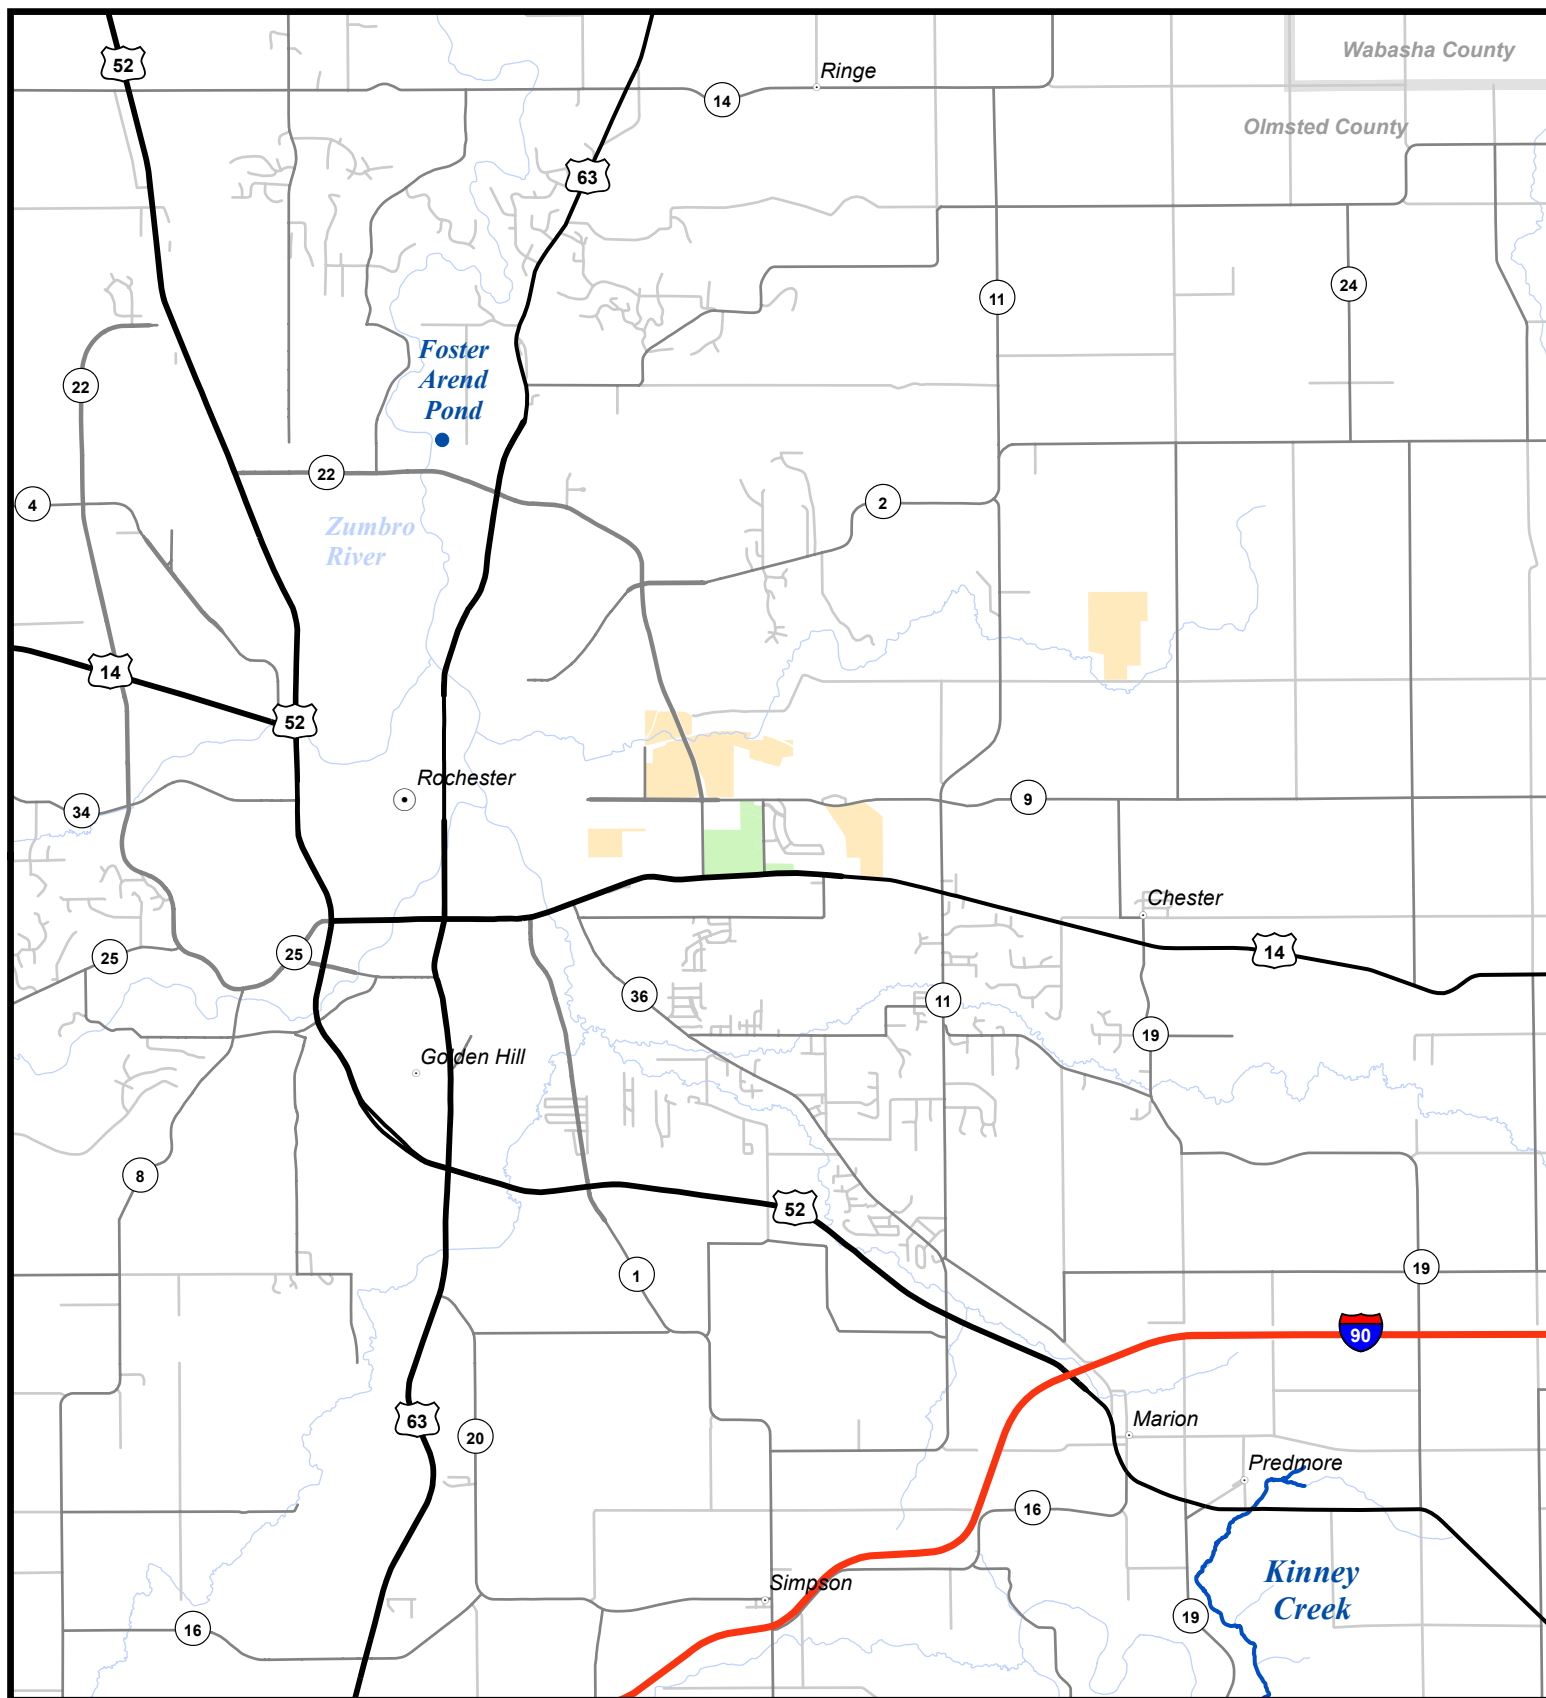 Wabasha County
52
Ringe
14
Olmsted County
63
24
11
Foster
Arend
Pond
22
22
4
2
Zumbro
River
14
52
Rochester
9
34
Chester
14
25
25
36
11
19
Golden Hill
8
52
19
1
90
63
Marion
20
Predmore
16
Kinney
Creek
Simpson
19
16